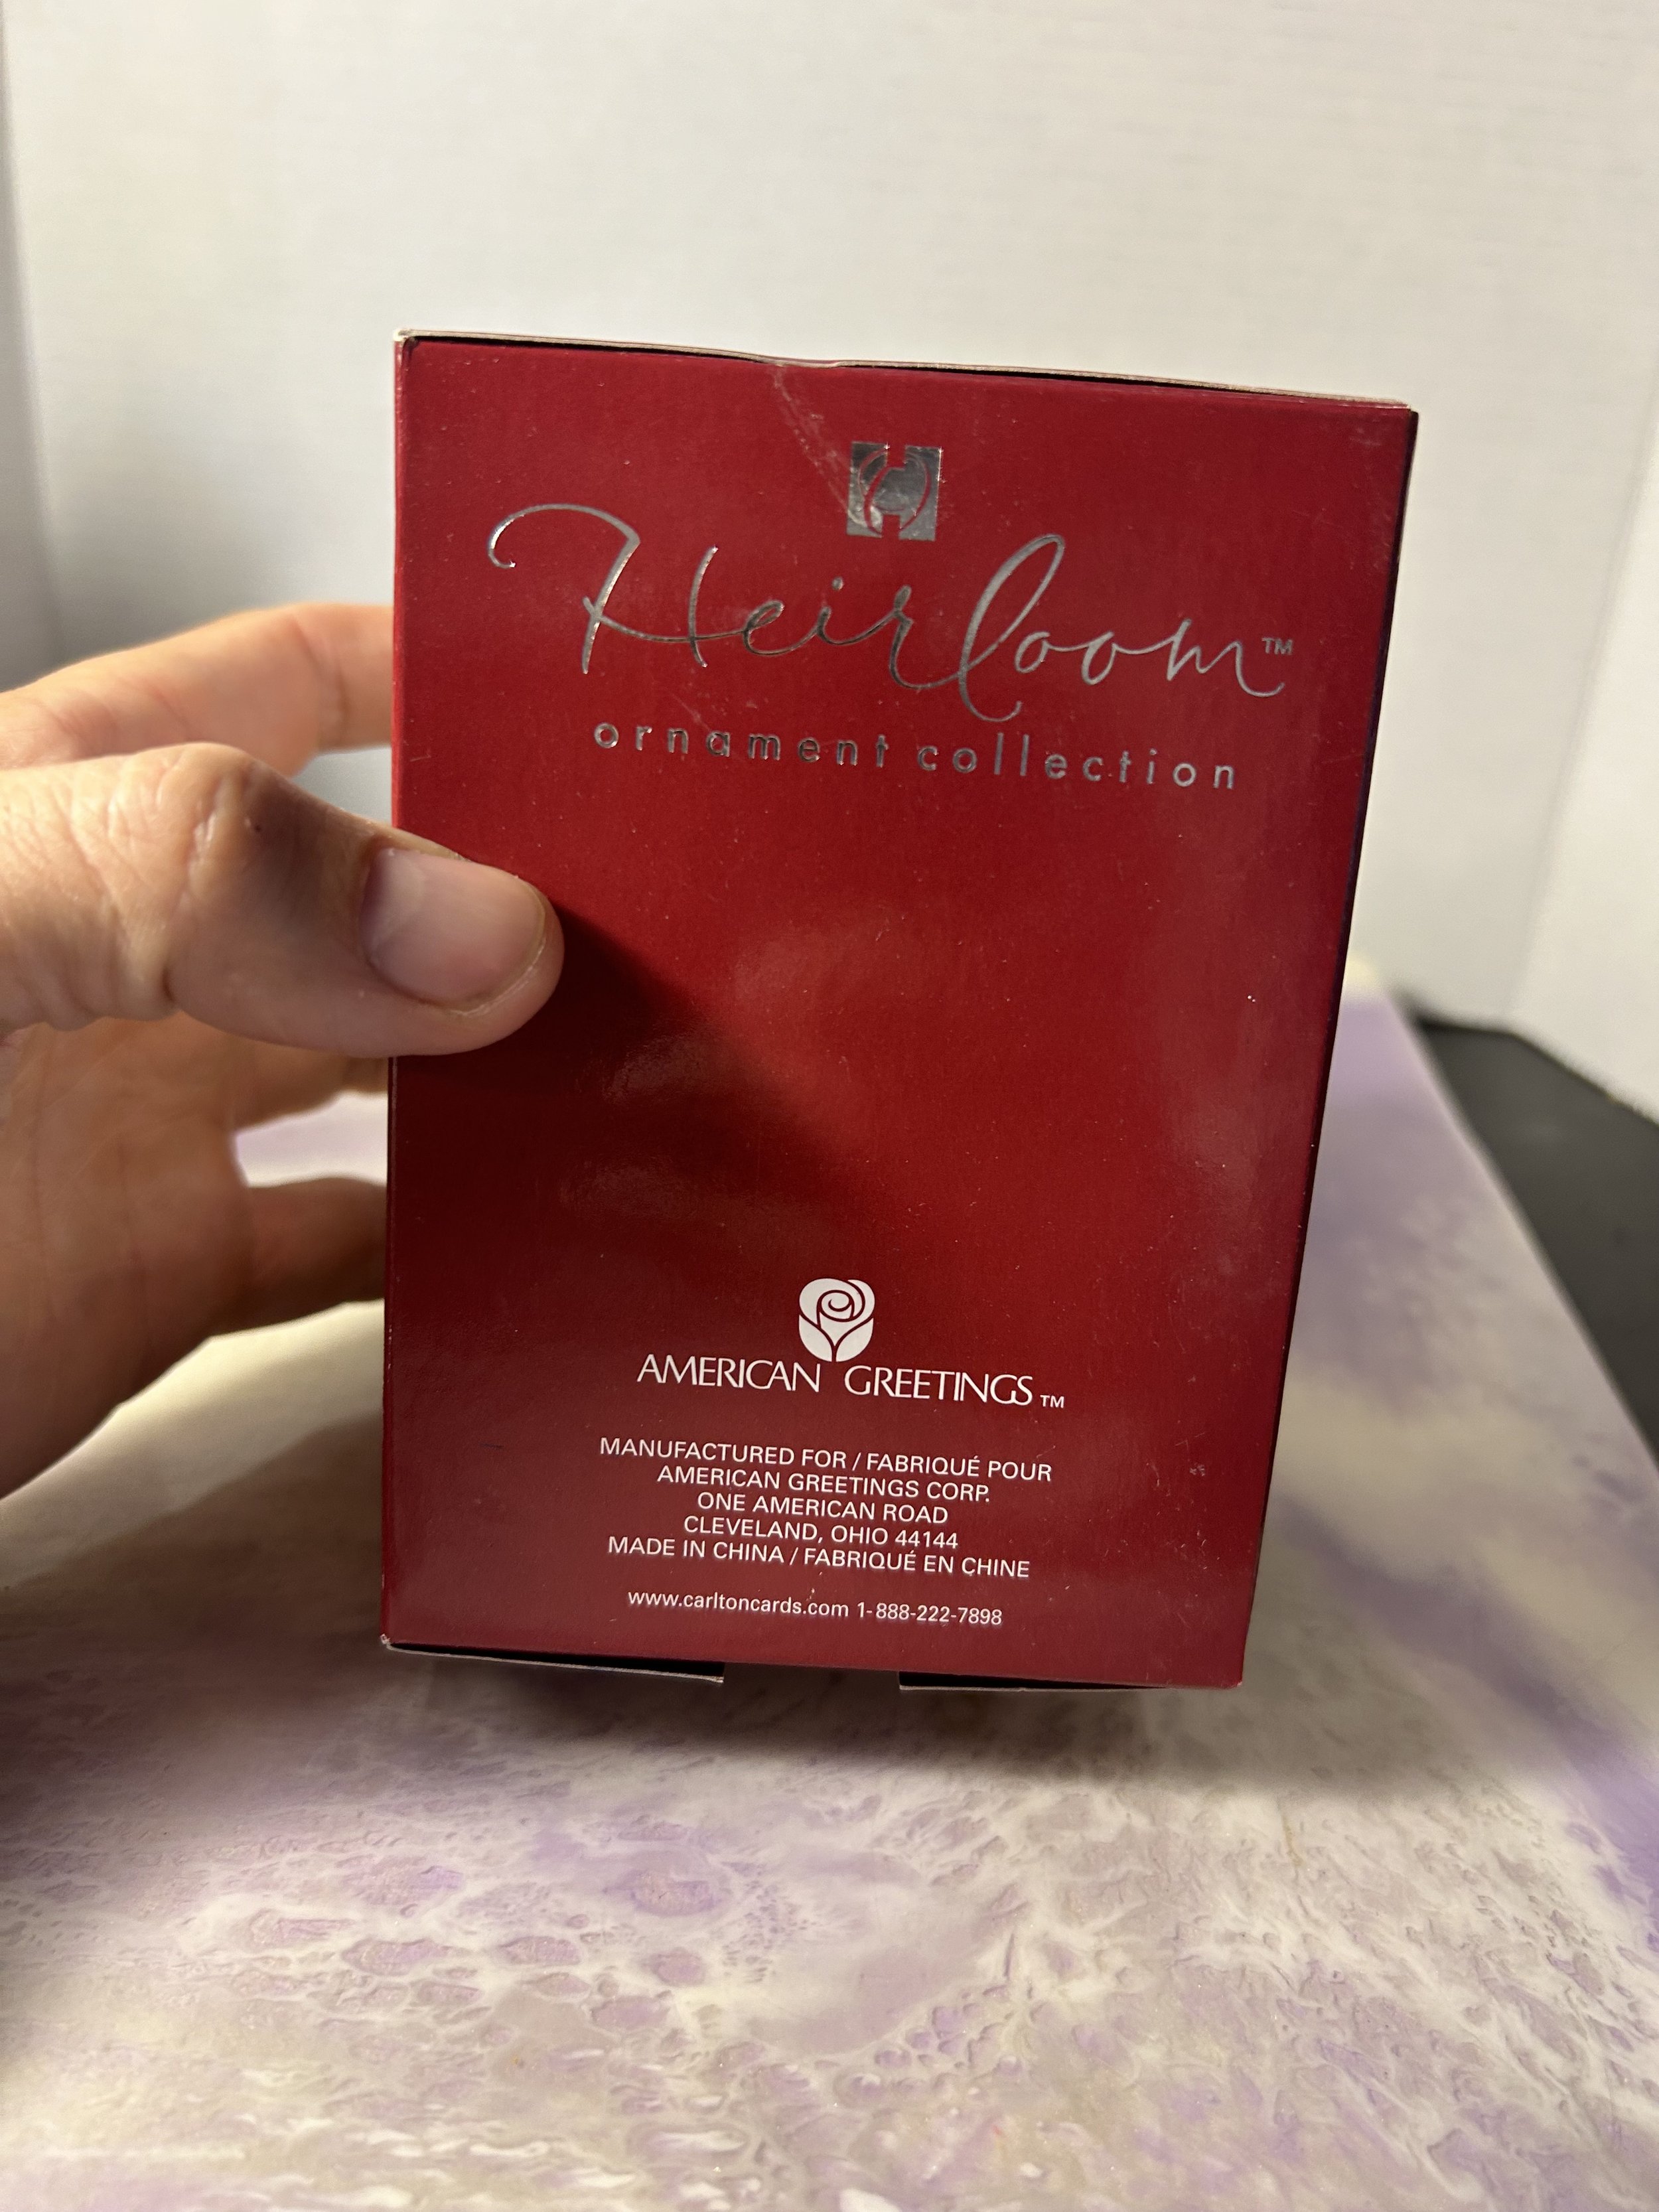 Heirloom™
ornament collection
AMERICAN GREETINGS™
MANUFACTURED FOR / FABRIQUÉ POUR
AMERICAN GREETINGS CORP.
ONE AMERICAN ROAD
CLEVELAND, OHIO 44144
MADE IN CHINA / FABRIQUÉ EN CHINE
www.carltoncards.com 1-888-222-7898